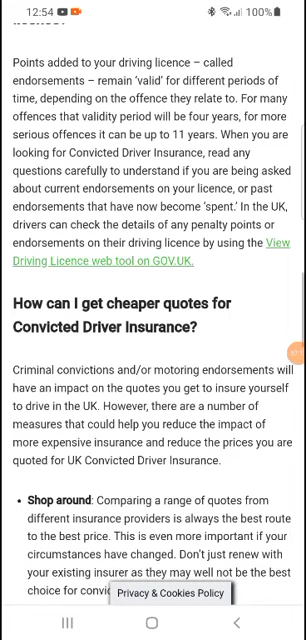 12:54 100%
Points added to your driving licence – called
endorsements – remain ‘valid’ for different periods of
time, depending on the offence they relate to. For many
offences that validity period will be four years, for
more serious offences it can be up to 11 years. When you
are looking for Convicted Driver Insurance, read any
questions carefully to understand if you are being asked
about current endorsements on your licence, or past
endorsements that have now become ‘spent.’ In the UK,
drivers can check the details of any penalty points or
endorsements on their driving licence by using the View
Driving Licence web tool on GOV.UK.
How can I get cheaper quotes for
Convicted Driver Insurance?
Criminal convictions and/or motoring endorsements will
have an impact on the quotes you get to insure yourself
to drive in the UK. However, there are a number of
measures that could help you reduce the impact of
more expensive insurance and reduce the prices you are
quoted for UK Convicted Driver Insurance.
• Shop around: Comparing a range of quotes from
different insurance providers is always the best route
to the best price. This is even more important if your
circumstances have changed. Don’t just renew with
your existing insurer as they may well not be the best
choice for
Privacy & Cookies Policy